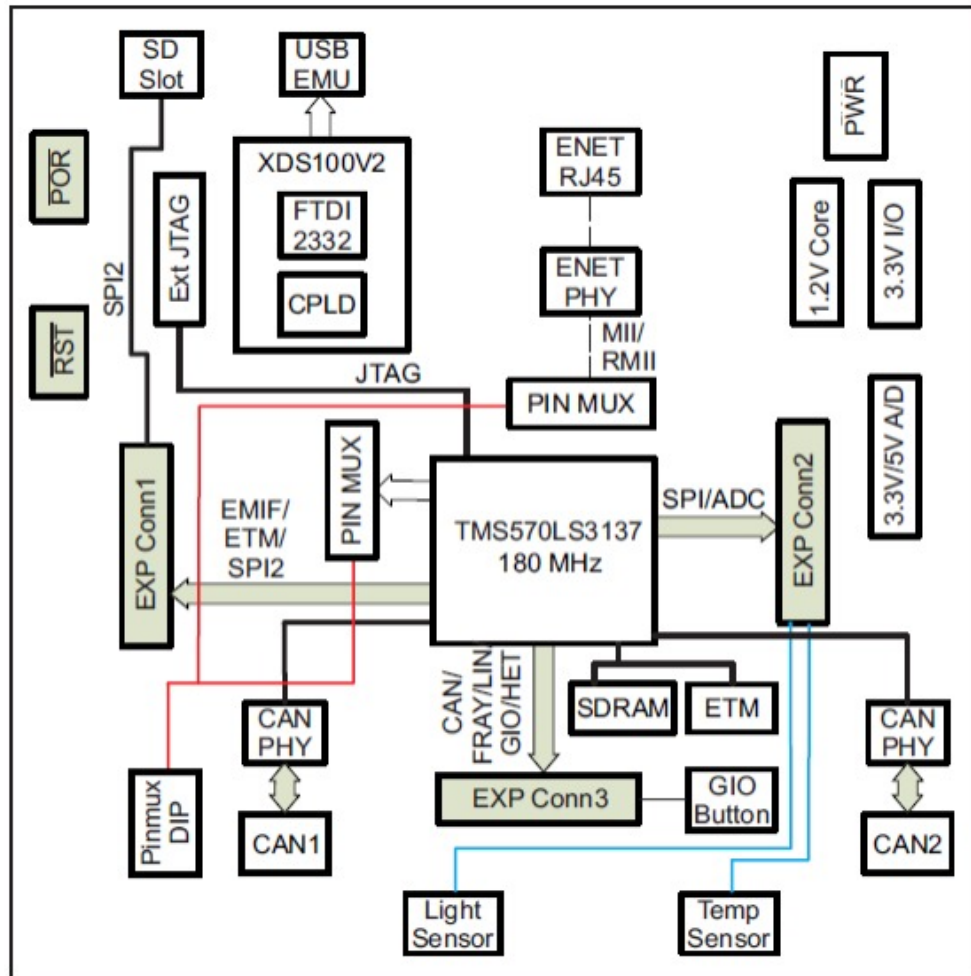 SD
Slot
USB
EMU
PWR
POR
XDS100V2
ENET
RJ45
FTDI
2332
Ext JTAG
SPI2
1.2V Core
3.3V I/O
ENET
PHY
CPLD
RST
MII/
RMII
JTAG
PIN MUX
3.3V/5V A/D
PIN MUX
EXP Conn1
EXP Conn2
SPI/ADC
EMIF/
ETM/
SPI2
TMS570LS3137
180 MHz
CAN/
FRAY/LIN/
GIO/HET
SDRAM
ETM
CAN
PHY
CAN
PHY
EXP Conn3
GIO
Button
Pinmux
DIP
CAN1
CAN2
Light
Sensor
Temp
Sensor